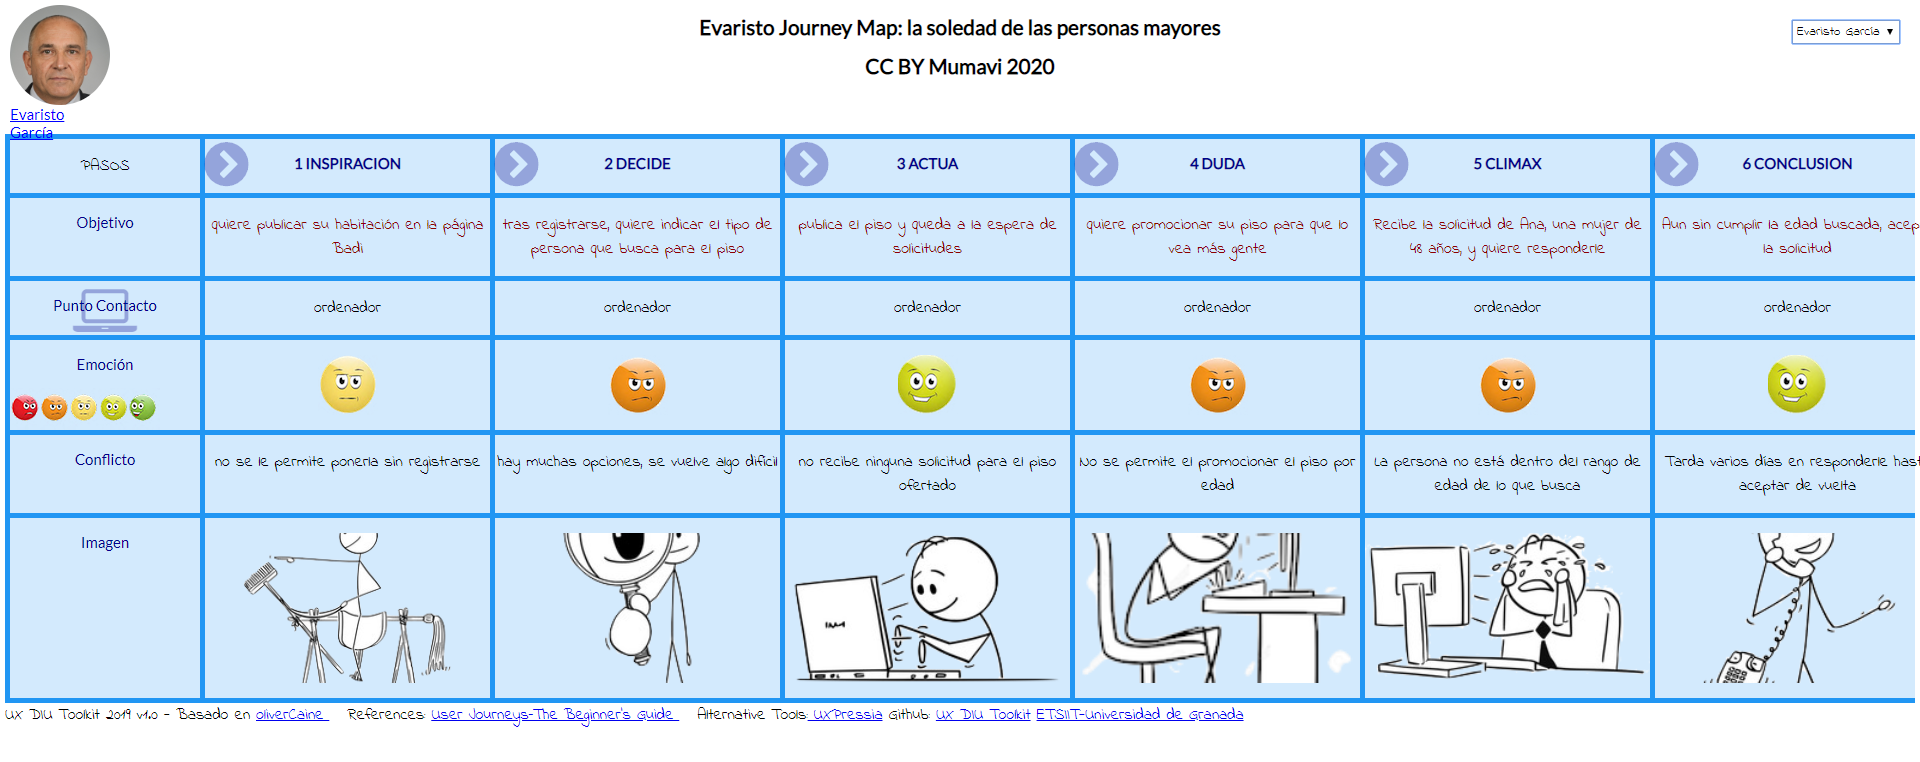 Evaristo Journey Map: la soledad de las personas mayores
CC BY Mumavi 2020
Evaristo García ▼
Evaristo
García
PASOS
1 INSPIRACION
2 DECIDE
3 ACTUA
4 DUDA
5 CLIMAX
6 CONCLUSION
Objetivo
quiere publicar su habitación en la página
Badi
tras registrarse, quiere indicar el tipo de
persona que busca para el piso
publica el piso y queda a la espera de
solicitudes
quiere promocionar su piso para que lo
vea más gente
Recibe la solicitud de Ana, una mujer de
48 años, y quiere responderle
Aun sin cumplir la edad buscada, acep
la solicitud
Punto Contacto
ordenador
ordenador
ordenador
ordenador
ordenador
ordenador
Emoción
Conflicto
no se le permite ponerla sin registrarse
hay muchas opciones, se vuelve algo difícil
no recibe ninguna solicitud para el piso
ofertado
No se permite el promocionar el piso por
edad
La persona no está dentro del rango de
edad de lo que busca
Tarda varios días en responderle hast
aceptar de vuelta
Imagen
UX DIU Toolkit 2019 v1.0 - Basado en oliverCaine References: User Journeys-The Beginner's Guide Alternative Tools: UXPressia Github: UX DIU Toolkit ETSIIT-Universidad de Granada